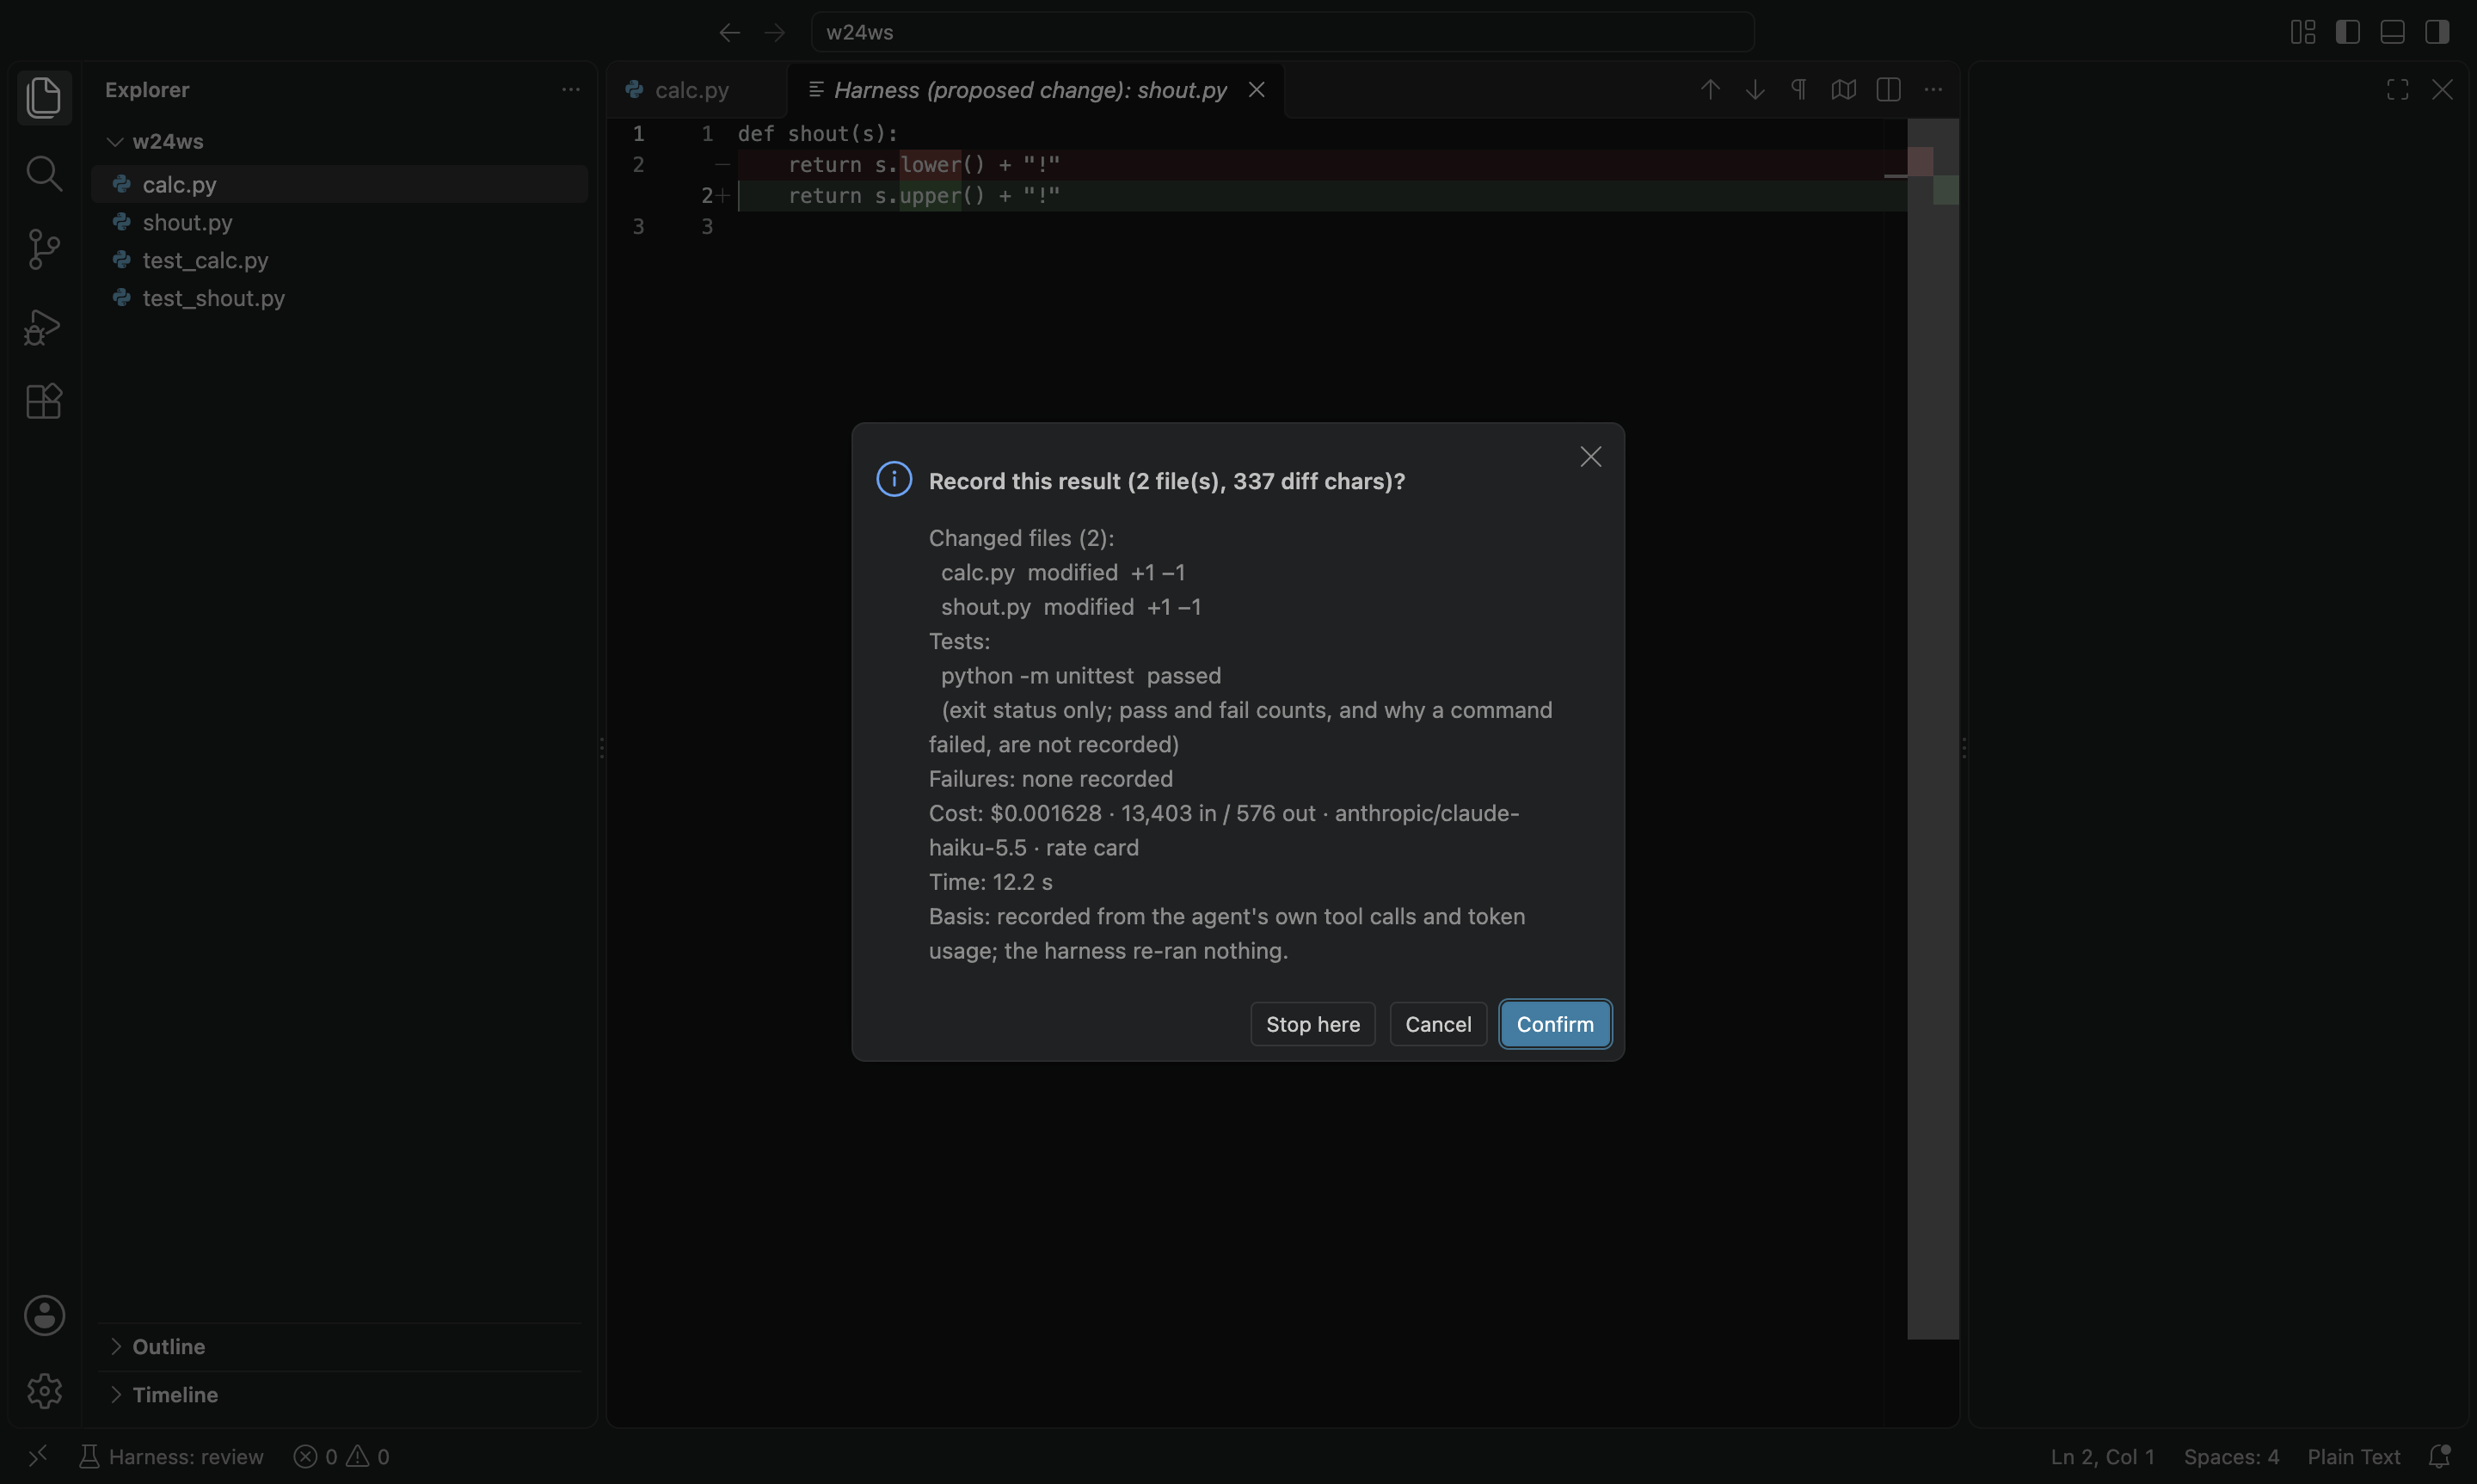 w24ws
Explorer
calc.py
Harness (proposed change): shout.py
w24ws
calc.py
shout.py
test_calc.py
test_shout.py
1 1 def shout(s):
2 − return s.lower() + "!"
2+ return s.upper() + "!"
3 3
Record this result (2 file(s), 337 diff chars)?
Changed files (2):
calc.py modified +1 −1
shout.py modified +1 −1
Tests:
python -m unittest passed
(exit status only; pass and fail counts, and why a command
failed, are not recorded)
Failures: none recorded
Cost: $0.001628 · 13,403 in / 576 out · anthropic/claude-
haiku-5.5 · rate card
Time: 12.2 s
Basis: recorded from the agent's own tool calls and token
usage; the harness re-ran nothing.
Stop here
Cancel
Confirm
Outline
Timeline
Harness: review 0 0
Ln 2, Col 1 Spaces: 4 Plain Text